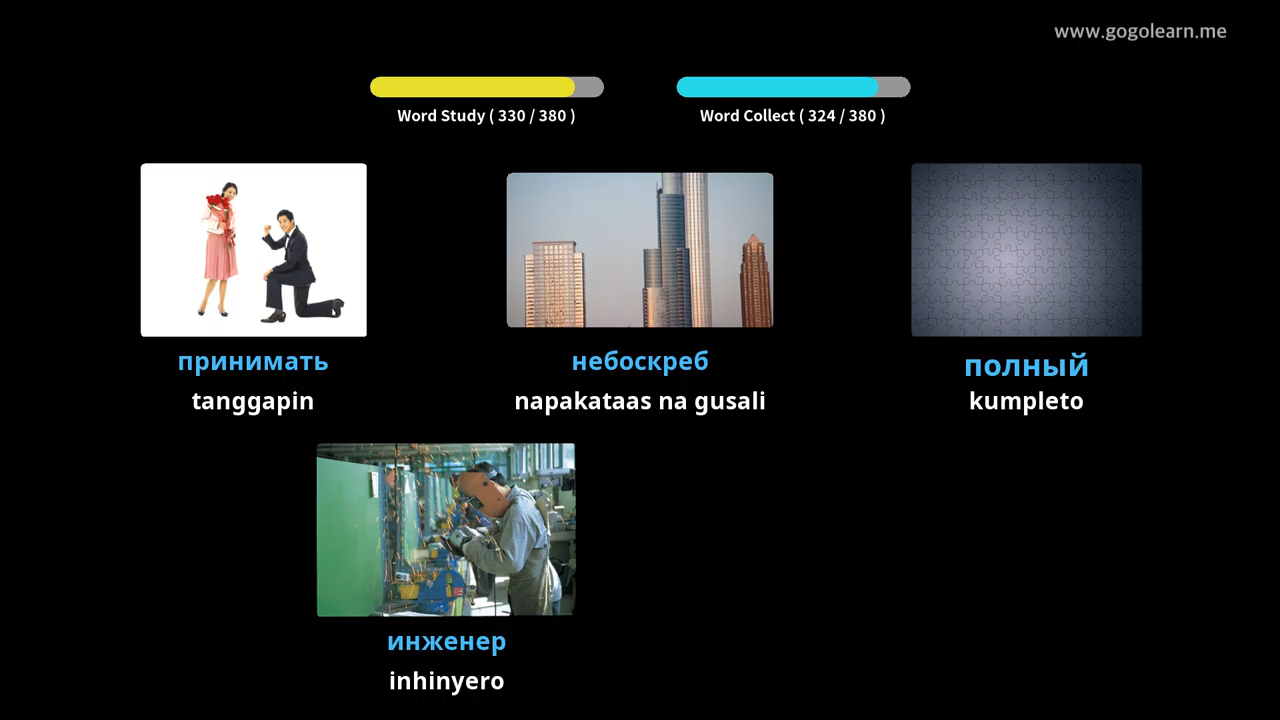 www.gogolearn.me
Word Study ( 330 / 380 )
Word Collect ( 324 / 380 )
принимать
tanggapin
небоскреб
napakataas na gusali
полный
kumpleto
инженер
inhinyero